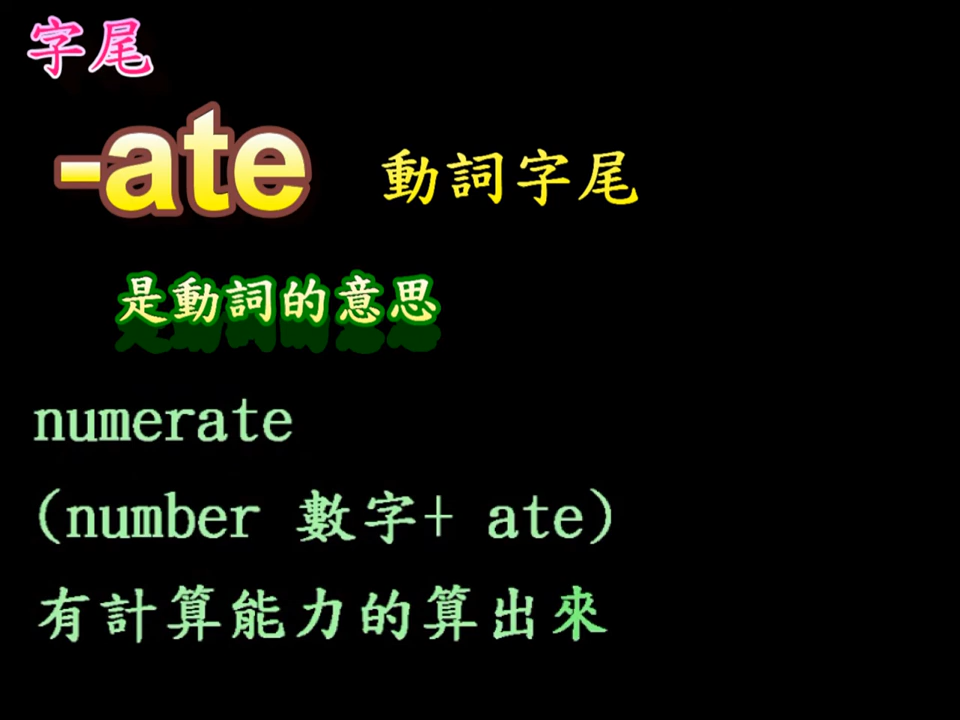 字尾
-ate 動詞字尾
是動詞的意思
numerate
(number 數字+ ate)
有計算能力的算出來